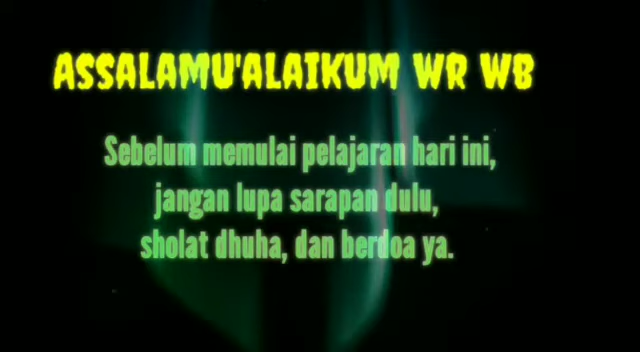 ASSALAMU'ALAIKUM WR WB
Sebelum memulai pelajaran hari ini,
jangan lupa sarapan dulu,
sholat dhuha, dan berdoa ya.